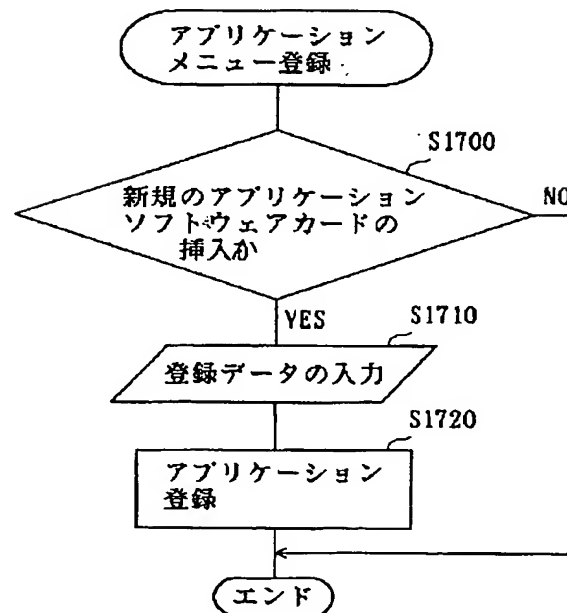 アプリケーション
メニュー登録
S1700
新規のアプリケーション
ソフトウェアカードの
挿入か
NO
YES
S1710
登録データの入力
S1720
アプリケーション
登録
エンド